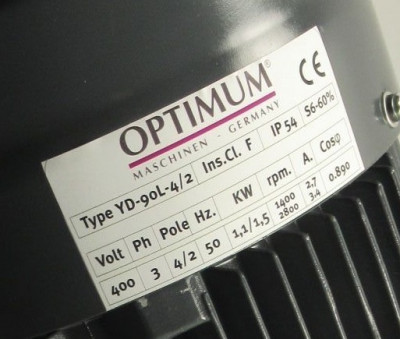 OPTIMUM®
MASCHINEN - GERMANY
CE
Type YD-90L-4/2 Ins.Cl. F IP 54 S6-60%
Volt Ph Pole Hz. KW rpm. A. Cosφ
400 3 4/2 50 1,1/1,5 1400 2800 2,7 3.4 0.890